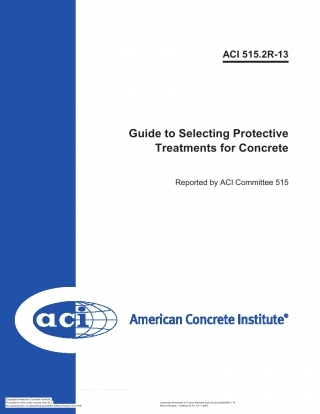 ACI 515.2R-13
Guide to Selecting Protective
Treatments for Concrete
Reported by ACI Committee 515
aci
American Concrete Institute®